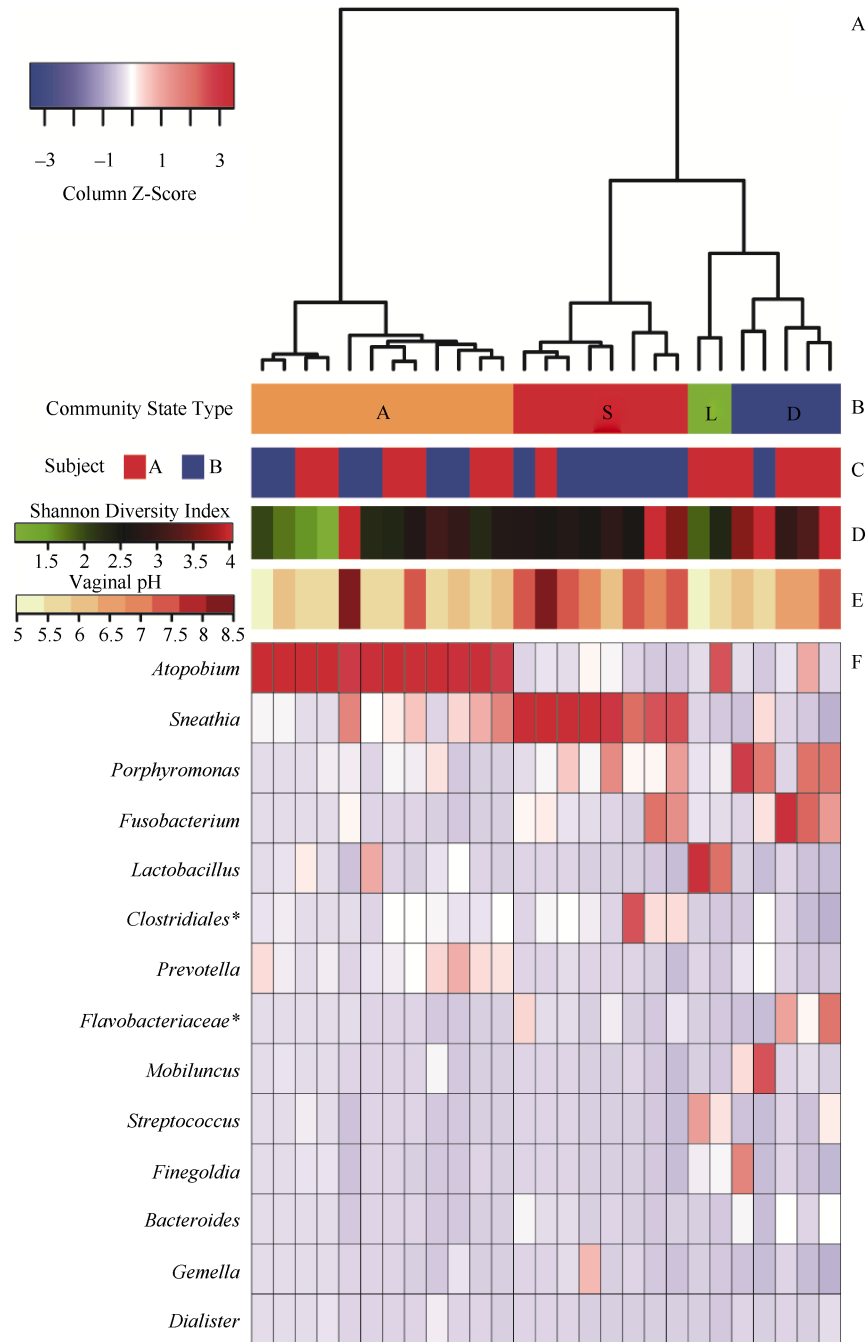 A
–3 –1 1 3
Column Z-Score
Community State Type A S L D B
Subject A B C
Shannon Diversity Index D
1.5 2.5 3 3.5 4
Vaginal pH E
5 5.5 6 6.5 7 7.5 8 8.5
Atopobium F
Sneathia
Porphyromonas
Fusobacterium
Lactobacillus
Clostridiales*
Prevotella
Flavobacteriaceae*
Mobiluncus
Streptococcus
Finegoldia
Bacteroides
Gemella
Dialister